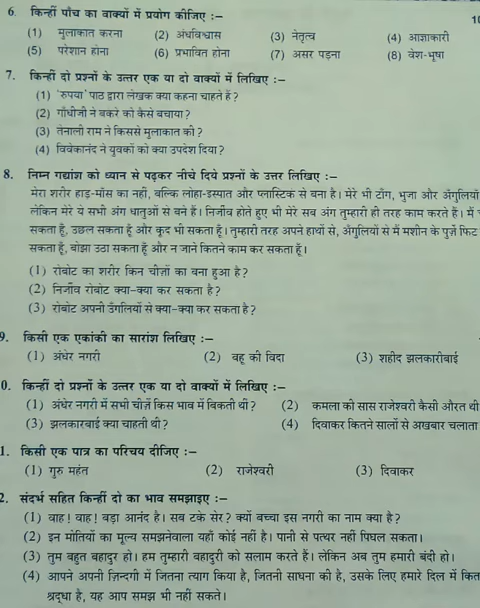 6. किन्हीं पाँच का वाक्यों में प्रयोग कीजिए :–
(1) मुलाकात करना (2) अंधविश्वास (3) नेतृत्व (4) आज्ञाकारी
(5) परेशान होना (6) प्रभावित होना (7) असर पड़ना (8) वेश-भूषा
7. किन्हीं दो प्रश्नों के उत्तर एक या दो वाक्यों में लिखिए :–
(1) 'रुपया' पाठ द्वारा लेखक क्या कहना चाहते हैं ?
(2) गाँधीजी ने बकरे को कैसे बचाया ?
(3) तेनाली राम ने किससे मुलाकात की ?
(4) विवेकानंद ने युवकों को क्या उपदेश दिया ?
8. निम्न गद्यांश को ध्यान से पढ़कर नीचे दिये प्रश्नों के उत्तर लिखिए :–
मेरा शरीर हाड़-माँस का नहीं, बल्कि लोहा-इस्पात और प्लास्टिक से बना है। मेरे भी टाँग, भुजा और अँगुलियाँ
लेकिन मेरे ये सभी अंग धातुओं से बने हैं। निर्जीव होते हुए भी मेरे सब अंग तुम्हारी ही तरह काम करते हैं। मैं
सकता हूँ, उछल सकता हूँ और कूद भी सकता हूँ। तुम्हारी तरह अपने हाथों से, अँगुलियों से मैं मशीन के पुर्जे फिट
सकता हूँ, बोझा उठा सकता हूँ और न जाने कितने काम कर सकता हूँ।
(1) रोबोट का शरीर किन चीज़ों का बना हुआ है ?
(2) निर्जीव रोबोट क्या-क्या कर सकता है ?
(3) रोबोट अपनी उँगलियों से क्या-क्या कर सकता है ?
9. किसी एक एकांकी का सारांश लिखिए :–
(1) अंधेर नगरी (2) बहू की विदा (3) शहीद झलकारीबाई
0. किन्हीं दो प्रश्नों के उत्तर एक या दो वाक्यों में लिखिए :–
(1) अंधेर नगरी में सभी चीज़ें किस भाव में बिकती थीं ? (2) कमला की सास राजेश्वरी कैसी औरत थी
(3) झलकारबाई क्या चाहती थी ? (4) दिवाकर कितने सालों से अखबार चलाता
1. किसी एक पात्र का परिचय दीजिए :–
(1) गुरु महंत (2) राजेश्वरी (3) दिवाकर
2. संदर्भ सहित किन्हीं दो का भाव समझाइए :–
(1) वाह ! वाह ! बड़ा आनंद है। सब टके सेर ? क्यों बच्चा इस नगरी का नाम क्या है ?
(2) इन मोतियों का मूल्य समझनेवाला यहाँ कोई नहीं है। पानी से पत्थर नहीं पिघल सकता।
(3) तुम बहुत बहादुर हो। हम तुम्हारी बहादुरी को सलाम करते हैं। लेकिन अब तुम हमारी बंदी हो।
(4) आपने अपनी ज़िन्दगी में जितना त्याग किया है, जितनी साधना की है, उसके लिए हमारे दिल में
श्रद्धा है, यह आप समझ भी नहीं सकते।